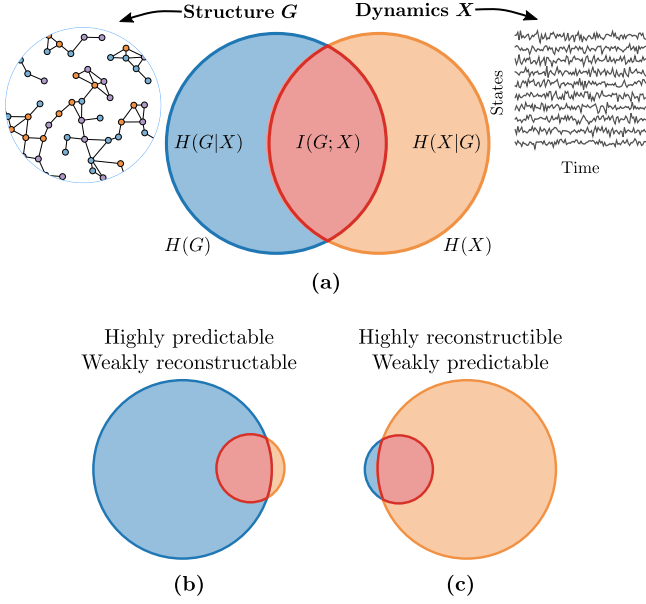 Structure G
Dynamics X
States
H(G|X)
I(G; X)
H(X|G)
Time
H(G)
H(X)
(a)
Highly predictable
Weakly reconstructable
Highly reconstructible
Weakly predictable
(b)
(c)